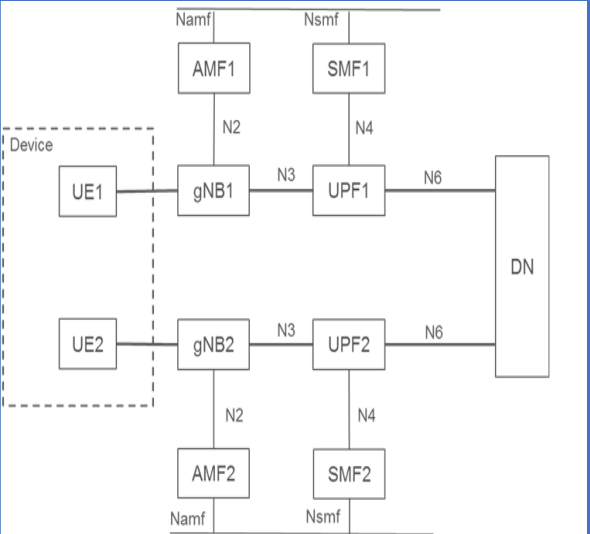 Namf
Nsmf
AMF1
SMF1
N2
N4
Device
UE1
gNB1
N3
UPF1
N6
DN
UE2
gNB2
N3
UPF2
N6
N2
N4
AMF2
SMF2
Namf
Nsmf